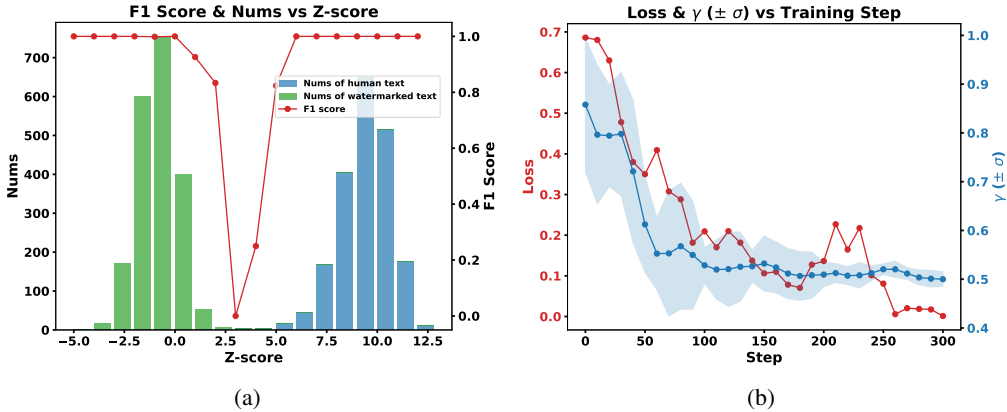 F1 Score & Nums vs Z-score
Nums
700
600
500
400
300
200
100
0
−5.0 −2.5 0.0 2.5 5.0 7.5 10.0 12.5
Z-score
1.0
0.8
0.6
0.4
0.2
0.0
F1 Score
Nums of human text
Nums of watermarked text
F1 score
(a)
Loss & γ (± σ) vs Training Step
Loss
0.7
0.6
0.5
0.4
0.3
0.2
0.1
0.0
0 50 100 150 200 250 300
Step
1.0
0.9
0.8
0.7
0.6
0.5
0.4
γ (± σ)
(b)